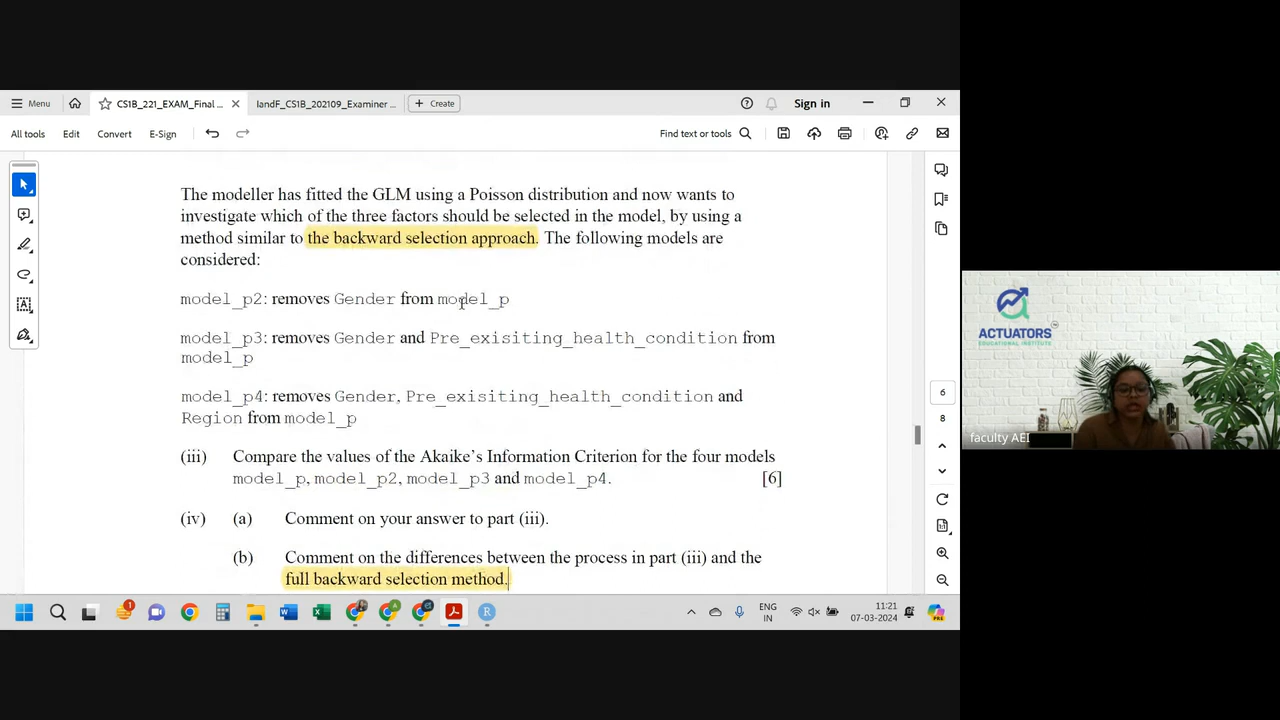 Menu
CS1B_221_EXAM_Final ...
IandF_CS1B_202109_Examiner ...
Create
Sign in
All tools
Edit
Convert
E-Sign
Find text or tools
The modeller has fitted the GLM using a Poisson distribution and now wants to
investigate which of the three factors should be selected in the model, by using a
method similar to the backward selection approach. The following models are
considered:
model_p2: removes Gender from model_p
model_p3: removes Gender and Pre_exisiting_health_condition from
model_p
model_p4: removes Gender, Pre_exisiting_health_condition and
Region from model_p
(iii) Compare the values of the Akaike's Information Criterion for the four models
model_p, model_p2, model_p3 and model_p4. [6]
(iv) (a) Comment on your answer to part (iii).
(b) Comment on the differences between the process in part (iii) and the
full backward selection method.
6
8
ACTUATORS
EDUCATIONAL INSTITUTE
faculty AEI
1
ENG
IN
11:21
07-03-2024